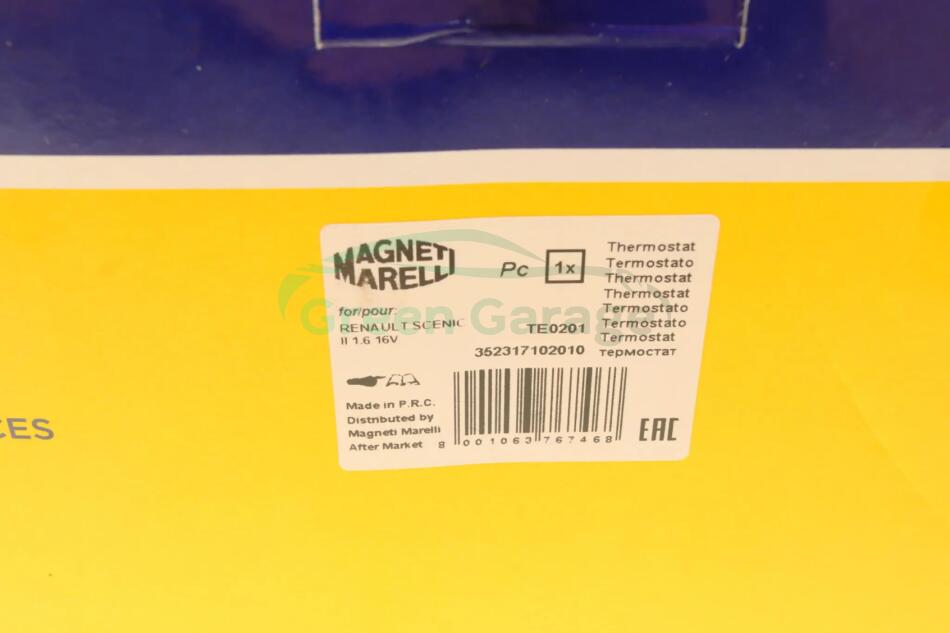 MAGNETI
MARELLI
Pc 1x
for/pour:
RENAULT SCENIC
II 1.6 16V
TE0201
352317102010
Thermostat
Termostato
Thermostat
Thermostat
Termostato
Termostato
Termostat
термостат
Made in P.R.C.
Distributed by
Magneti Marelli
After Market
8 001063 767468
EAC
Green Garage
CES